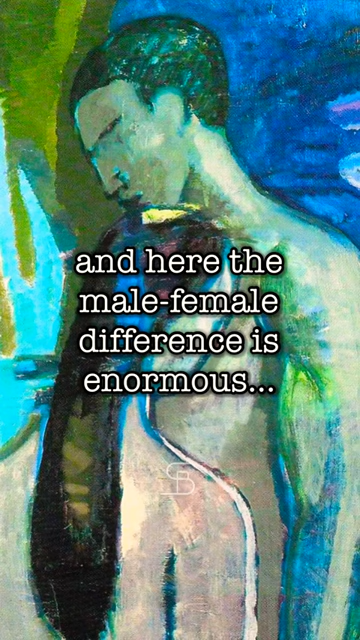 and here the
male-female
difference is
enormous...